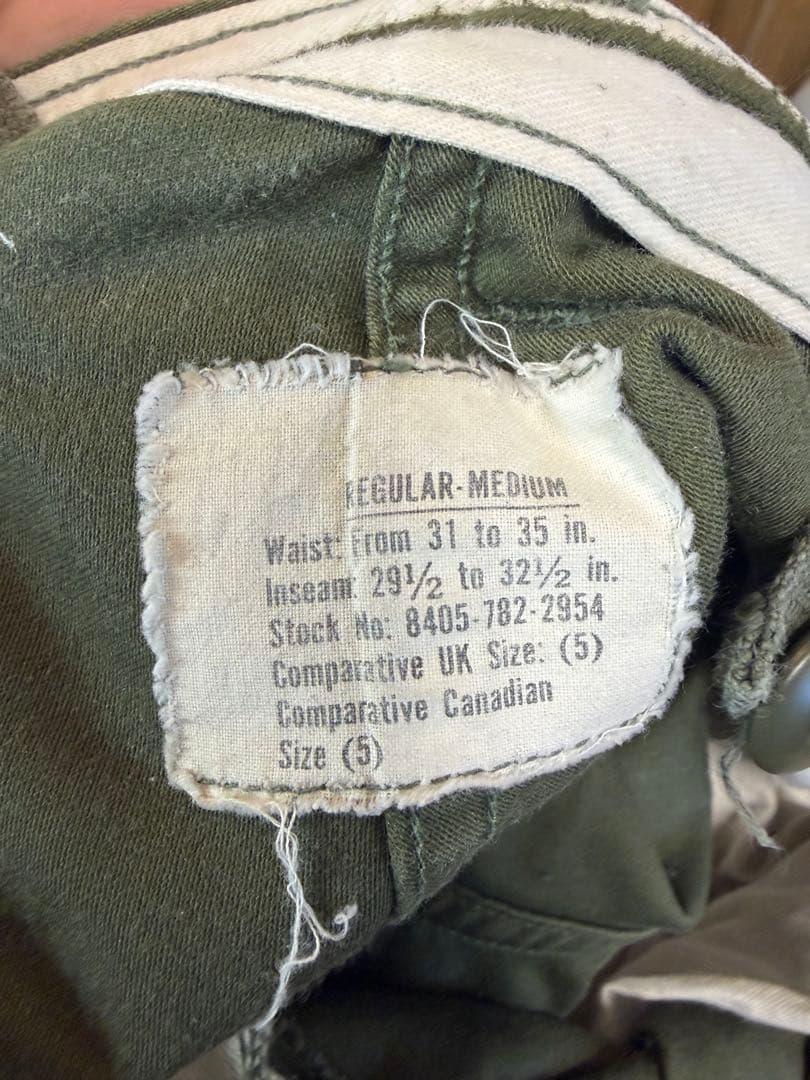 REGULAR-MEDIUM
Waist: From 31 to 35 in.
Inseam: 29½ to 32½ in.
Stock No: 8405-782-2954
Comparative UK Size: (5)
Comparative Canadian
Size (5)